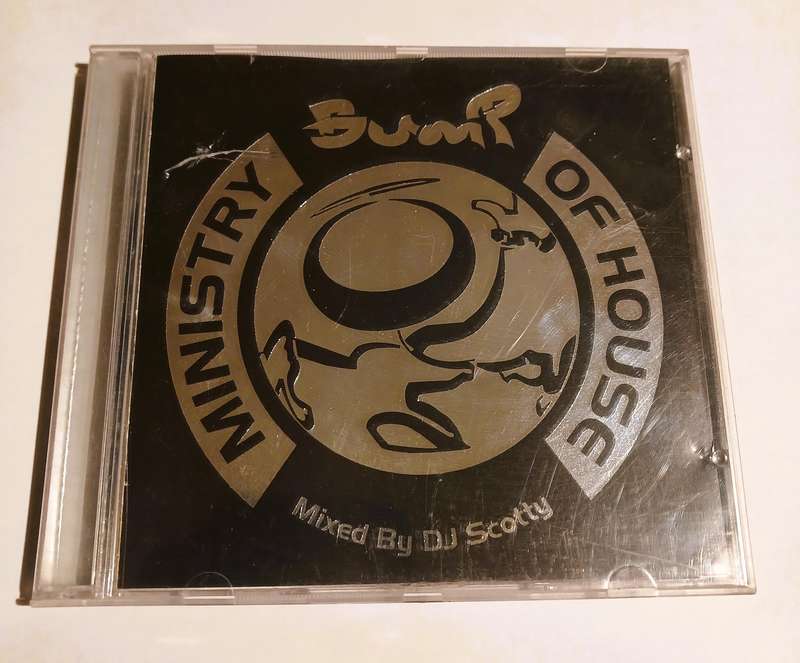 Bump
MINISTRY
OF HOUSE
Mixed By DJ Scotty